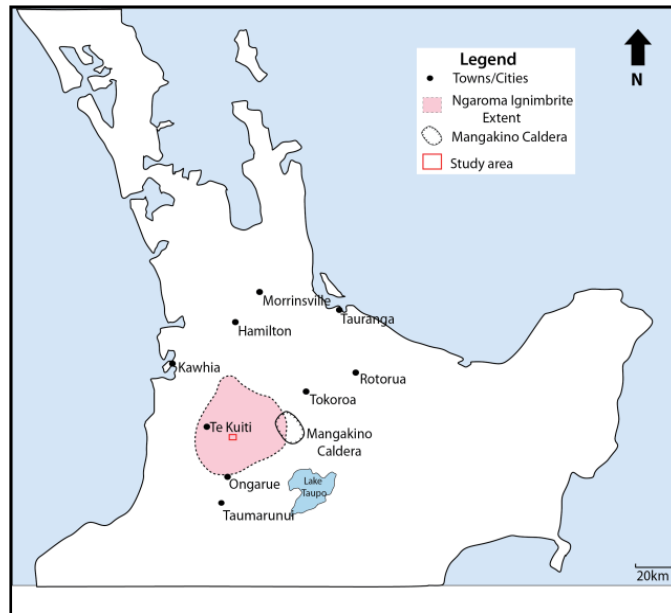 Legend
Towns/Cities
Ngaroma Ignimbrite
Extent
Mangakino Caldera
Study area
N
Morrinsville
Tauranga
Hamilton
Kawhia
Rotorua
Tokoroa
Te Kuiti
Mangakino
Caldera
Ongarue
Lake
Taupo
Taumarunui
20km